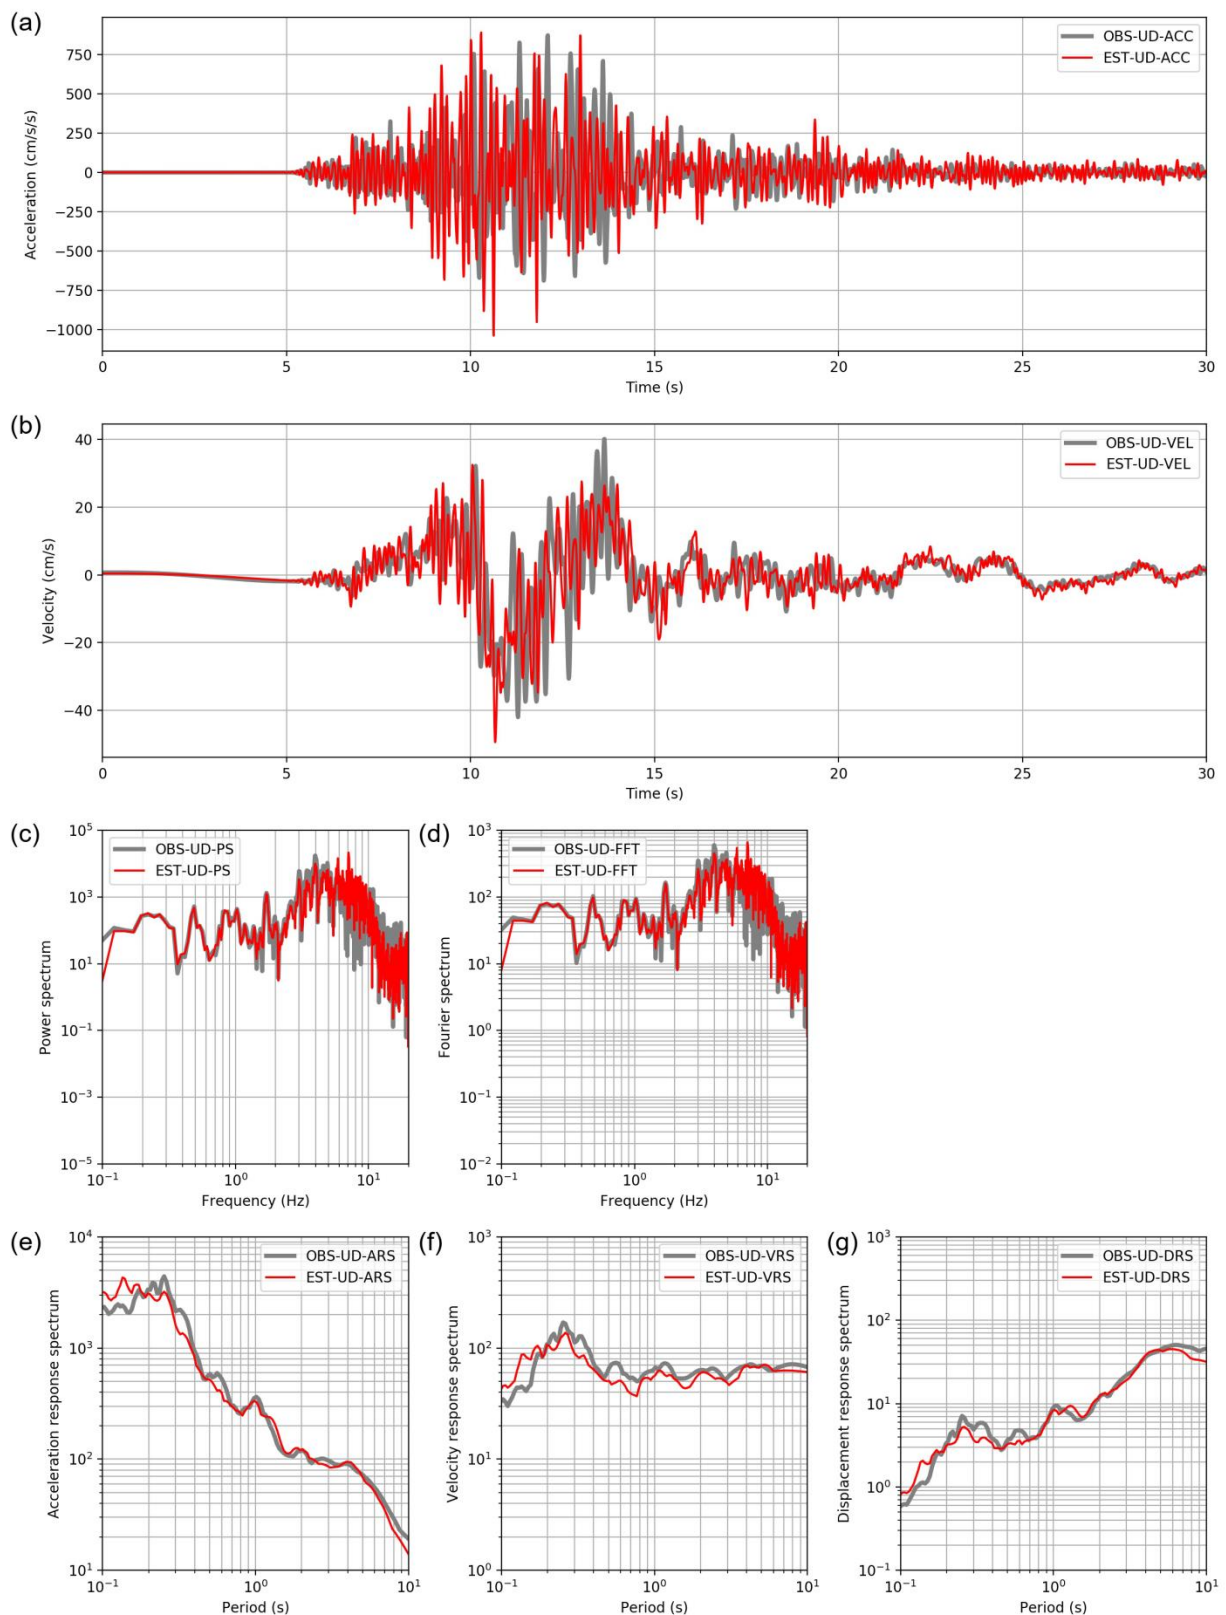 (a)
Acceleration (cm/s/s)
750
500
250
0
−250
−500
−750
−1000
OBS-UD-ACC
EST-UD-ACC
0 5 10 15 20 25 30
Time (s)
(b)
Velocity (cm/s)
40
20
0
−20
−40
OBS-UD-VEL
EST-UD-VEL
0 5 10 15 20 25 30
Time (s)
(c)
Power spectrum
10^5
10^3
10^1
10^−1
10^−3
10^−5
OBS-UD-PS
EST-UD-PS
10^−1 10^0 10^1
Frequency (Hz)
(d)
Fourier spectrum
10^3
10^2
10^1
10^0
10^−1
10^−2
OBS-UD-FFT
EST-UD-FFT
10^−1 10^0 10^1
Frequency (Hz)
(e)
Acceleration response spectrum
10^4
10^3
10^2
10^1
OBS-UD-ARS
EST-UD-ARS
10^−1 10^0 10^1
Period (s)
(f)
Velocity response spectrum
10^3
10^2
10^1
10^0
OBS-UD-VRS
EST-UD-VRS
10^−1 10^0 10^1
Period (s)
(g)
Displacement response spectrum
10^3
10^2
10^1
10^0
10^−1
OBS-UD-DRS
EST-UD-DRS
10^−1 10^0 10^1
Period (s)